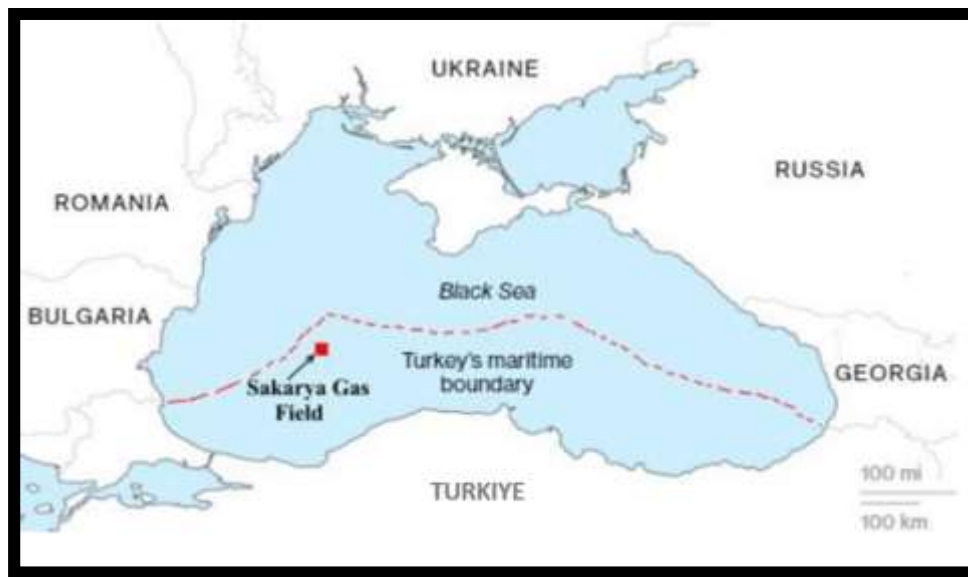 UKRAINE
RUSSIA
ROMANIA
Black Sea
BULGARIA
Turkey's maritime
boundary
GEORGIA
Sakarya Gas
Field
100 mi
TURKIYE
100 km